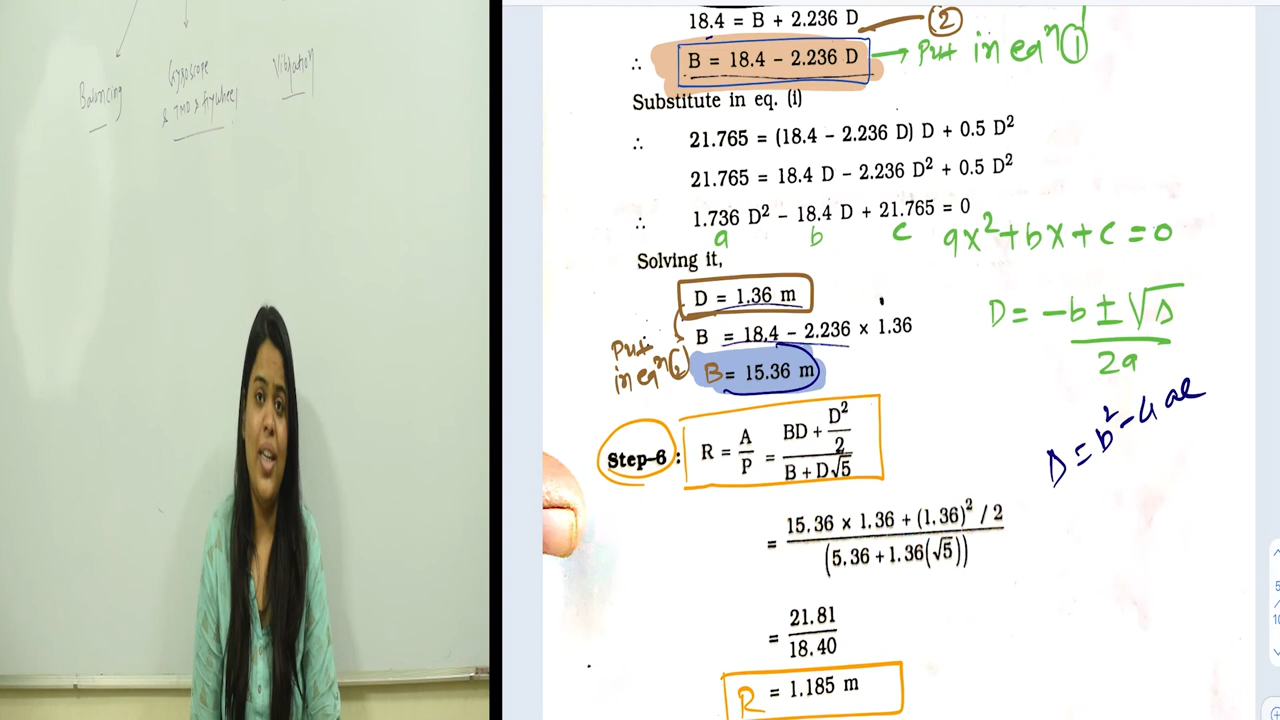 Balancing
Gyroscope
& TMD & flywheel
Vibration
18.4 = B + 2.236 D
2
∴ B = 18.4 − 2.236 D
Put in eqⁿ 1
Substitute in eq. (i)
∴ 21.765 = (18.4 − 2.236 D) D + 0.5 D²
21.765 = 18.4 D − 2.236 D² + 0.5 D²
∴ 1.736 D² − 18.4 D + 21.765 = 0
a b c ax² + bx + c = 0
Solving it,
D = 1.36 m
D = −b ± √Δ / 2a
B = 18.4 − 2.236 × 1.36
Put in eqⁿ
B = 15.36 m
Δ = b² − 4ac
Step-6 : R = A/P = (BD + D²/2) / (B + D√5)
= 15.36 × 1.36 + (1.36)² / 2
(5.36 + 1.36(√5))
= 21.81
18.40
R = 1.185 m
5
/
10